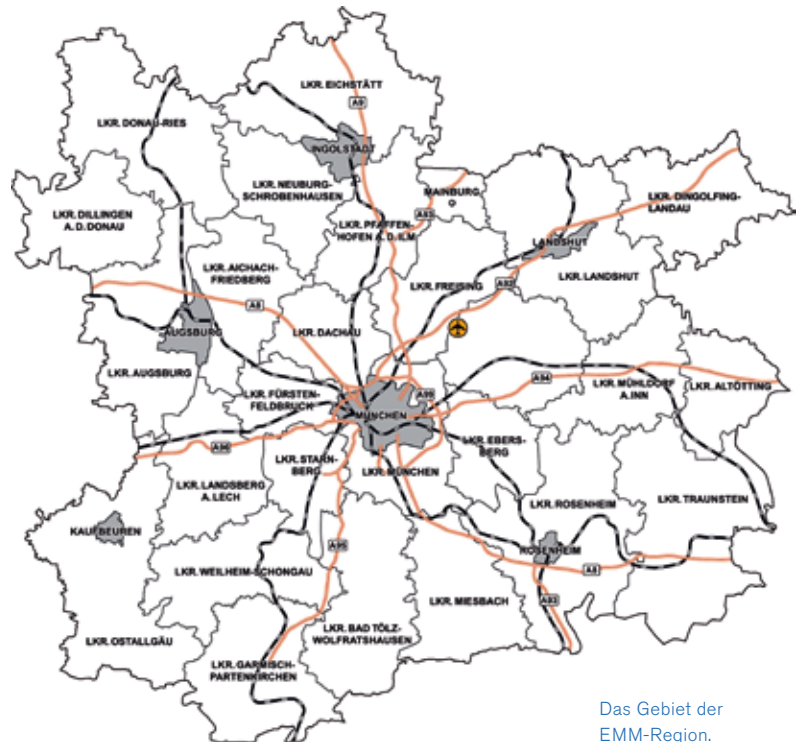 LKR. EICHSTÄTT
A9
LKR. DONAU-RIES
INGOLSTADT
LKR. NEUBURG-
SCHROBENHAUSEN
MAINBURG
LKR. DINGOLFING-
LANDAU
LKR. DILLINGEN
A.D. DONAU
LKR. PFAFFEN-
HOFEN A.D. ILM
A93
LANDSHUT
LKR. AICHACH-
FRIEDBERG
LKR. FREISING
A92
LKR. LANDSHUT
A8
AUGSBURG
LKR. DACHAU
LKR. AUGSBURG
LKR. FÜRSTEN-
FELDBRUCK
MÜNCHEN
A99
A94
LKR. MÜHLDORF
A.INN
LKR. ALTÖTTING
A96
LKR. STARN-
BERG
LKR. MÜNCHEN
LKR. EBERS-
BERG
LKR. LANDSBERG
A. LECH
LKR. ROSENHEIM
LKR. TRAUNSTEIN
KAUFBEUREN
A95
ROSENHEIM
A8
LKR. WEILHEIM-SCHONGAU
A93
LKR. MIESBACH
LKR. OSTALLGÄU
LKR. BAD TÖLZ-
WOLFRATSHAUSEN
LKR. GARMISCH-
PARTENKIRCHEN
Das Gebiet der
EMM-Region.